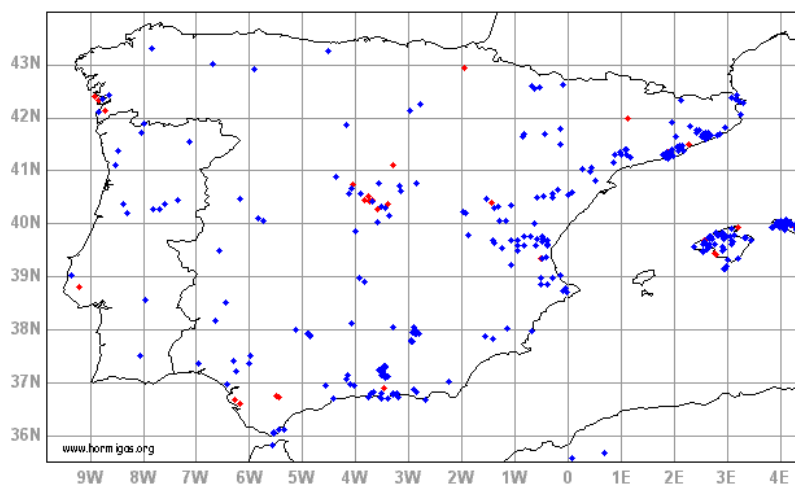 43N
42N
41N
40N
39N
38N
37N
36N
www.hormigas.org
9W 8W 7W 6W 5W 4W 3W 2W 1W 0 1E 2E 3E 4E